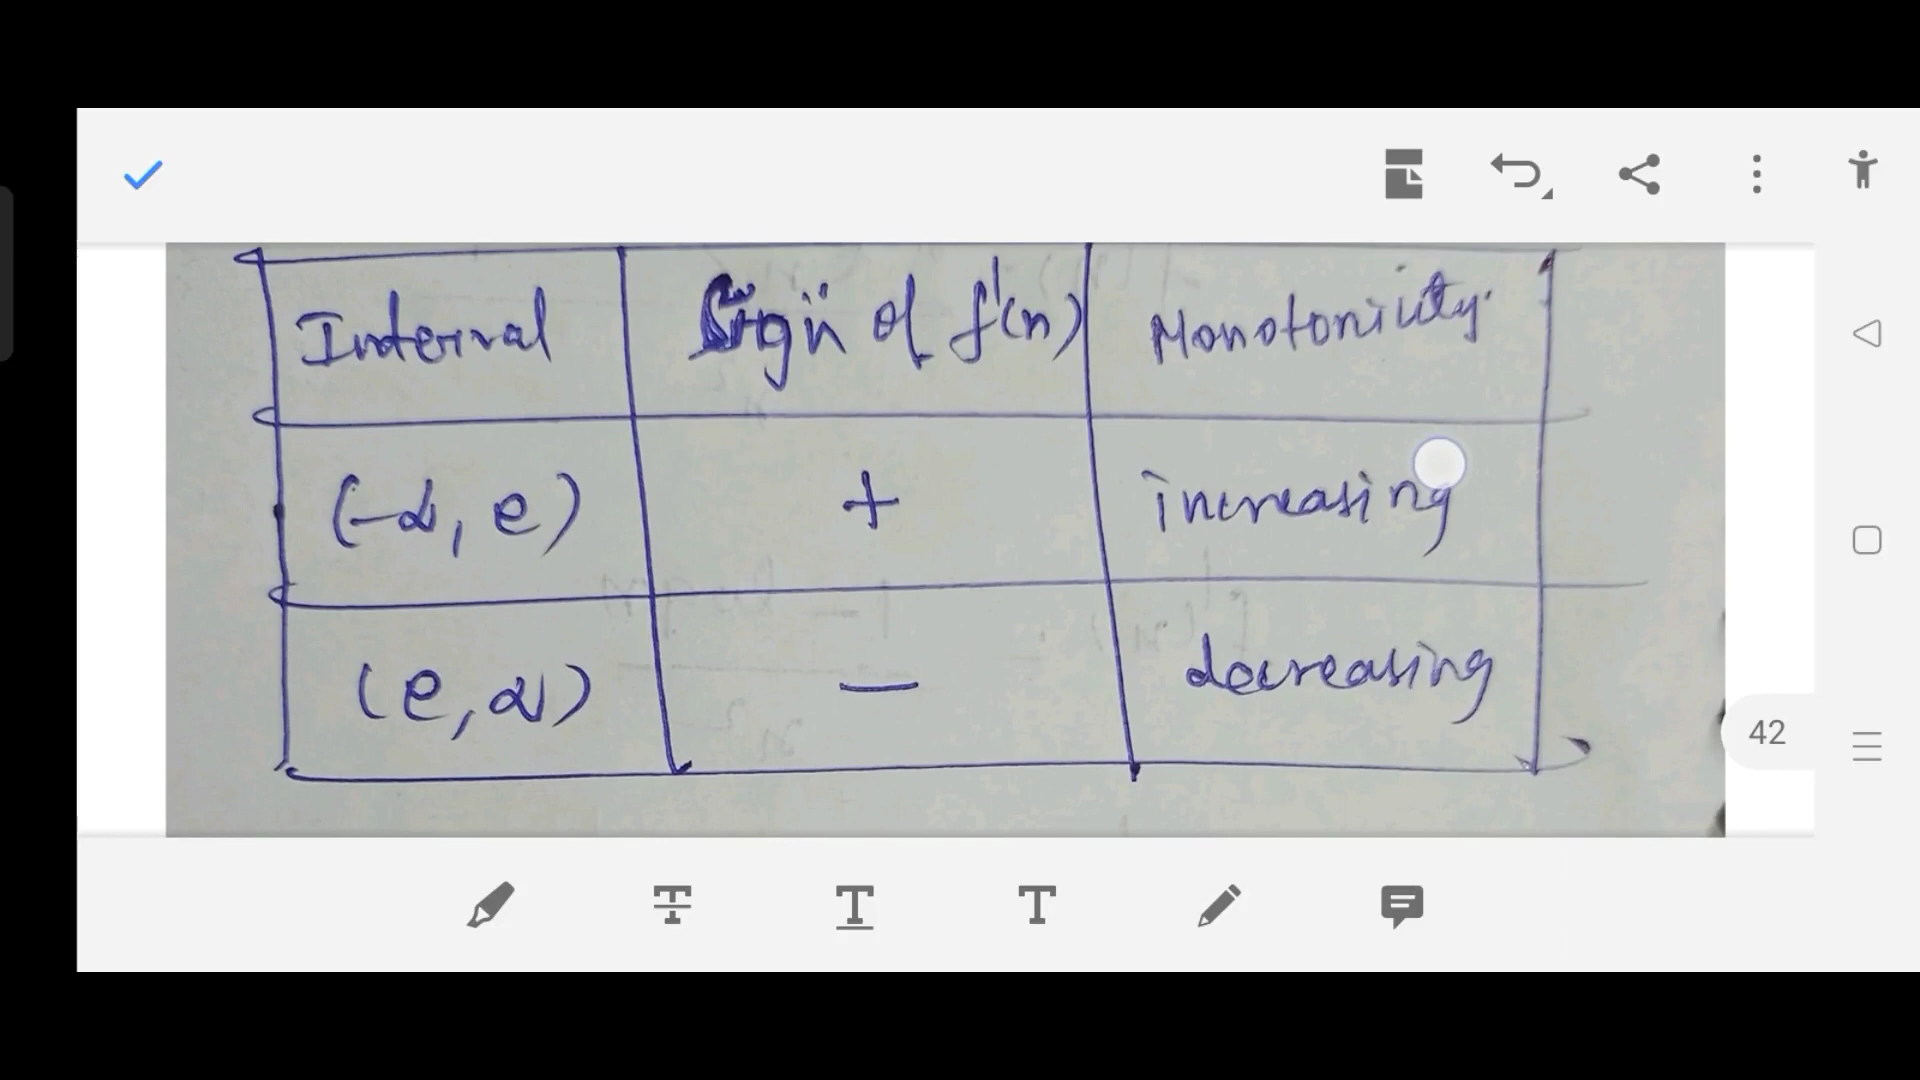 Interval Sign of f'(n) Monotonicity
(-∞, e) + increasing
(e, ∞) — decreasing
42